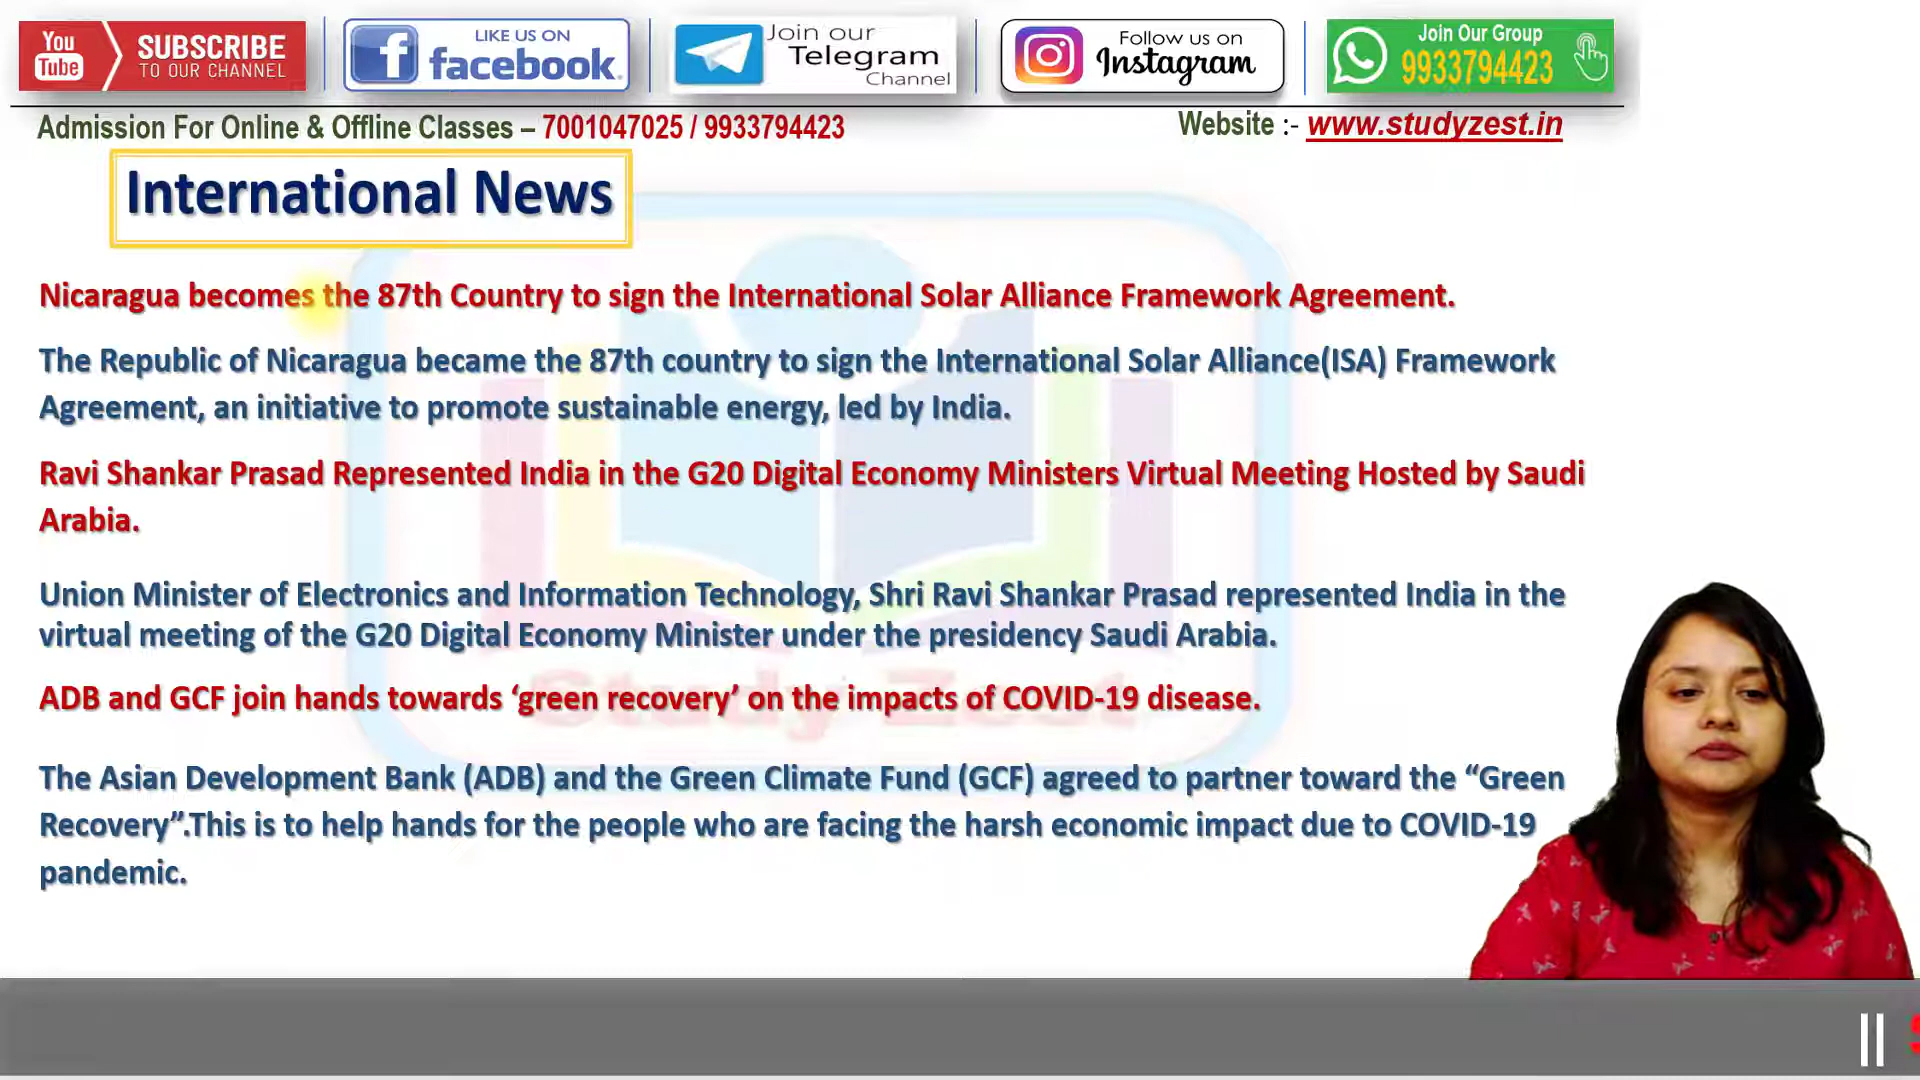 You Tube SUBSCRIBE TO OUR CHANNEL
LIKE US ON facebook.
Join our Telegram Channel
Follow us on Instagram
Join Our Group 9933794423
Admission For Online & Offline Classes – 7001047025 / 9933794423
Website :- www.studyzest.in
International News
Nicaragua becomes the 87th Country to sign the International Solar Alliance Framework Agreement.
The Republic of Nicaragua became the 87th country to sign the International Solar Alliance(ISA) Framework
Agreement, an initiative to promote sustainable energy, led by India.
Ravi Shankar Prasad Represented India in the G20 Digital Economy Ministers Virtual Meeting Hosted by Saudi
Arabia.
Union Minister of Electronics and Information Technology, Shri Ravi Shankar Prasad represented India in the
virtual meeting of the G20 Digital Economy Minister under the presidency Saudi Arabia.
Study Zest
ADB and GCF join hands towards ‘green recovery’ on the impacts of COVID-19 disease.
The Asian Development Bank (ADB) and the Green Climate Fund (GCF) agreed to partner toward the “Green
Recovery”.This is to help hands for the people who are facing the harsh economic impact due to COVID-19
pandemic.
||